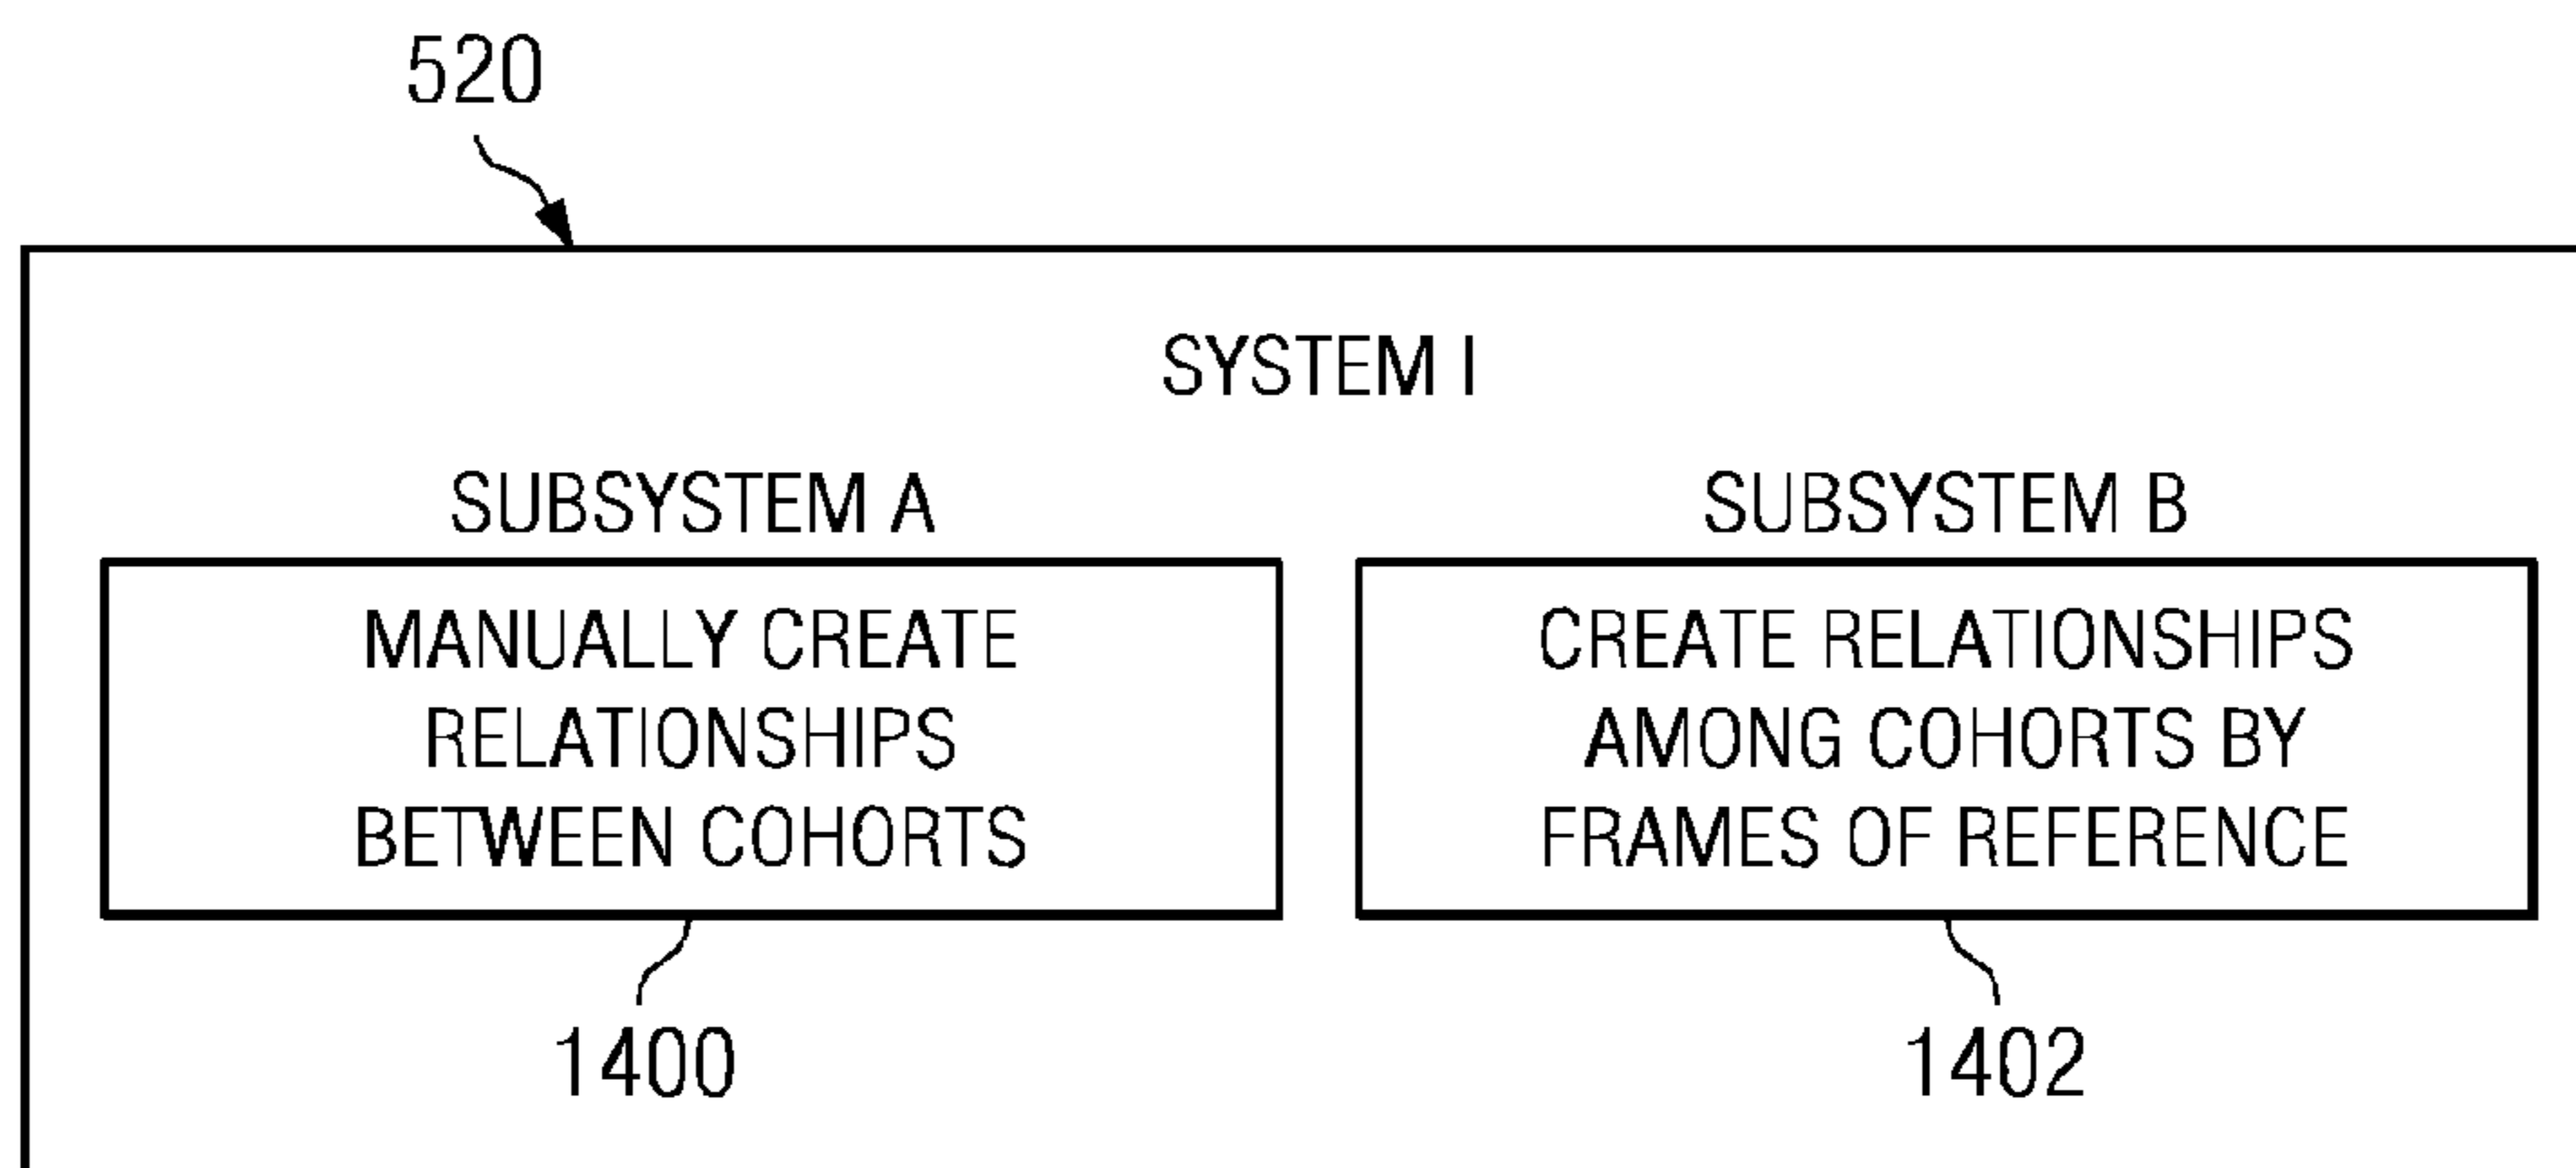 520
SYSTEM I
SUBSYSTEM A
SUBSYSTEM B
MANUALLY CREATE
RELATIONSHIPS
BETWEEN COHORTS
CREATE RELATIONSHIPS
AMONG COHORTS BY
FRAMES OF REFERENCE
1400
1402